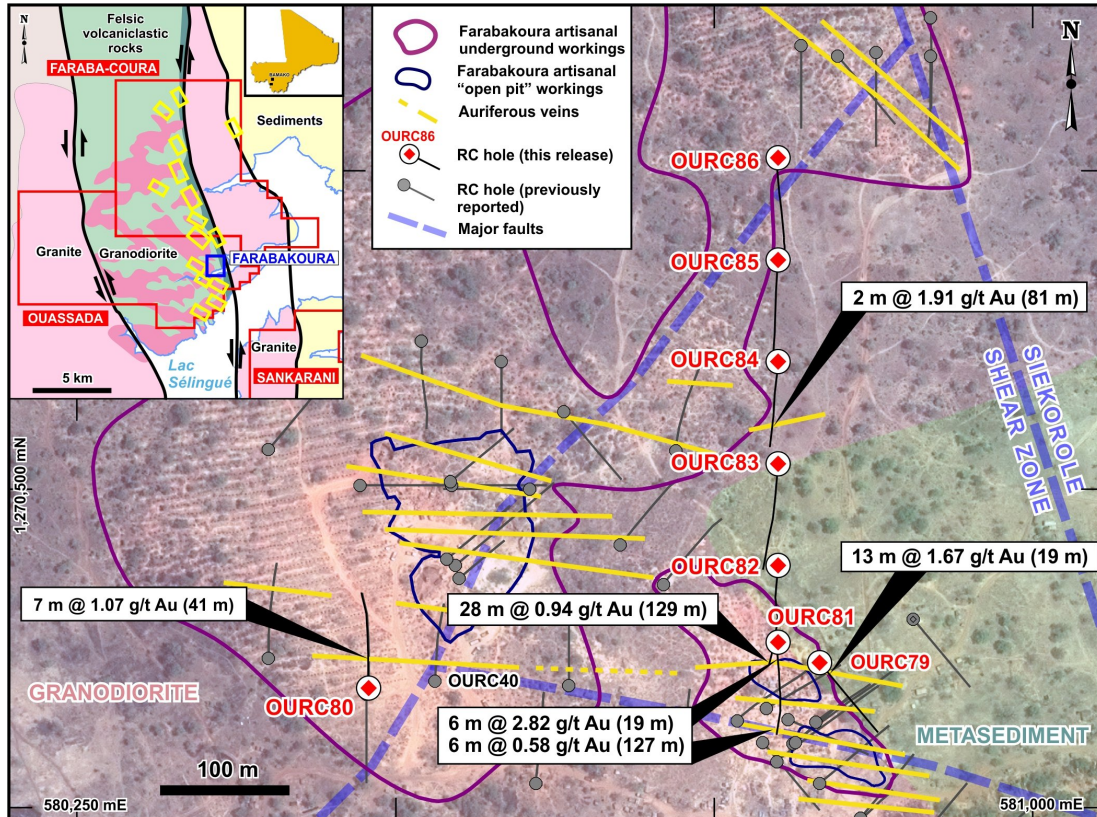 N
Felsic
volcaniclastic
rocks
FARABA-COURA
BAMAKO
Sediments
Granite
Granodiorite
FARABAKOURA
OUASSADA
Lac
Sélingué
Granite
SANKARANI
5 km
Farabakoura artisanal
underground workings
Farabakoura artisanal
“open pit” workings
Auriferous veins
OURC86
RC hole (this release)
RC hole (previously
reported)
Major faults
N
OURC86
OURC85
2 m @ 1.91 g/t Au (81 m)
OURC84
SIEKOROLE
SHEAR ZONE
OURC83
1,270,500 mN
OURC82
13 m @ 1.67 g/t Au (19 m)
7 m @ 1.07 g/t Au (41 m)
28 m @ 0.94 g/t Au (129 m)
OURC81
OURC79
OURC40
GRANODIORITE
OURC80
6 m @ 2.82 g/t Au (19 m)
6 m @ 0.58 g/t Au (127 m)
METASEDIMENT
100 m
580,250 mE
581,000 mE